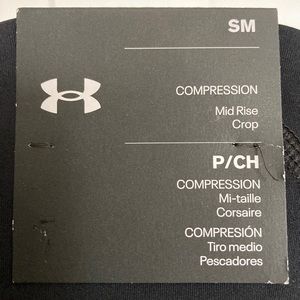 SM
COMPRESSION
Mid Rise
Crop
P/CH
COMPRESSION
Mi-taille
Corsaire
COMPRESIÓN
Tiro medio
Pescadores